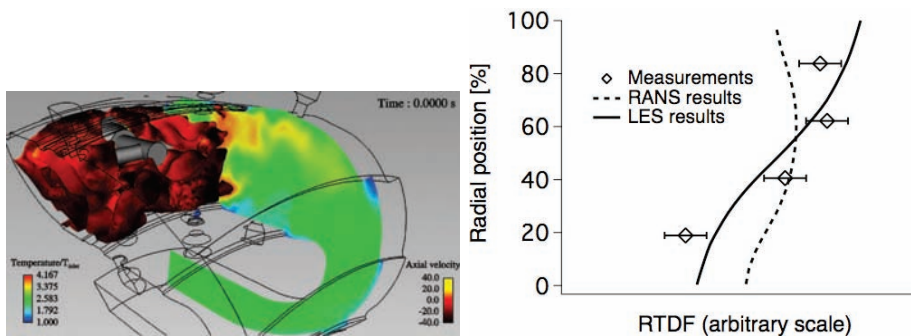 Time : 0.0000 s
Temperature/T_inlet
4.167
3.375
2.583
1.792
1.000
Axial velocity
40.0
20.0
0.0
-20.0
-40.0
Radial position [%]
100
80
60
40
20
0
Measurements
RANS results
LES results
RTDF (arbitrary scale)